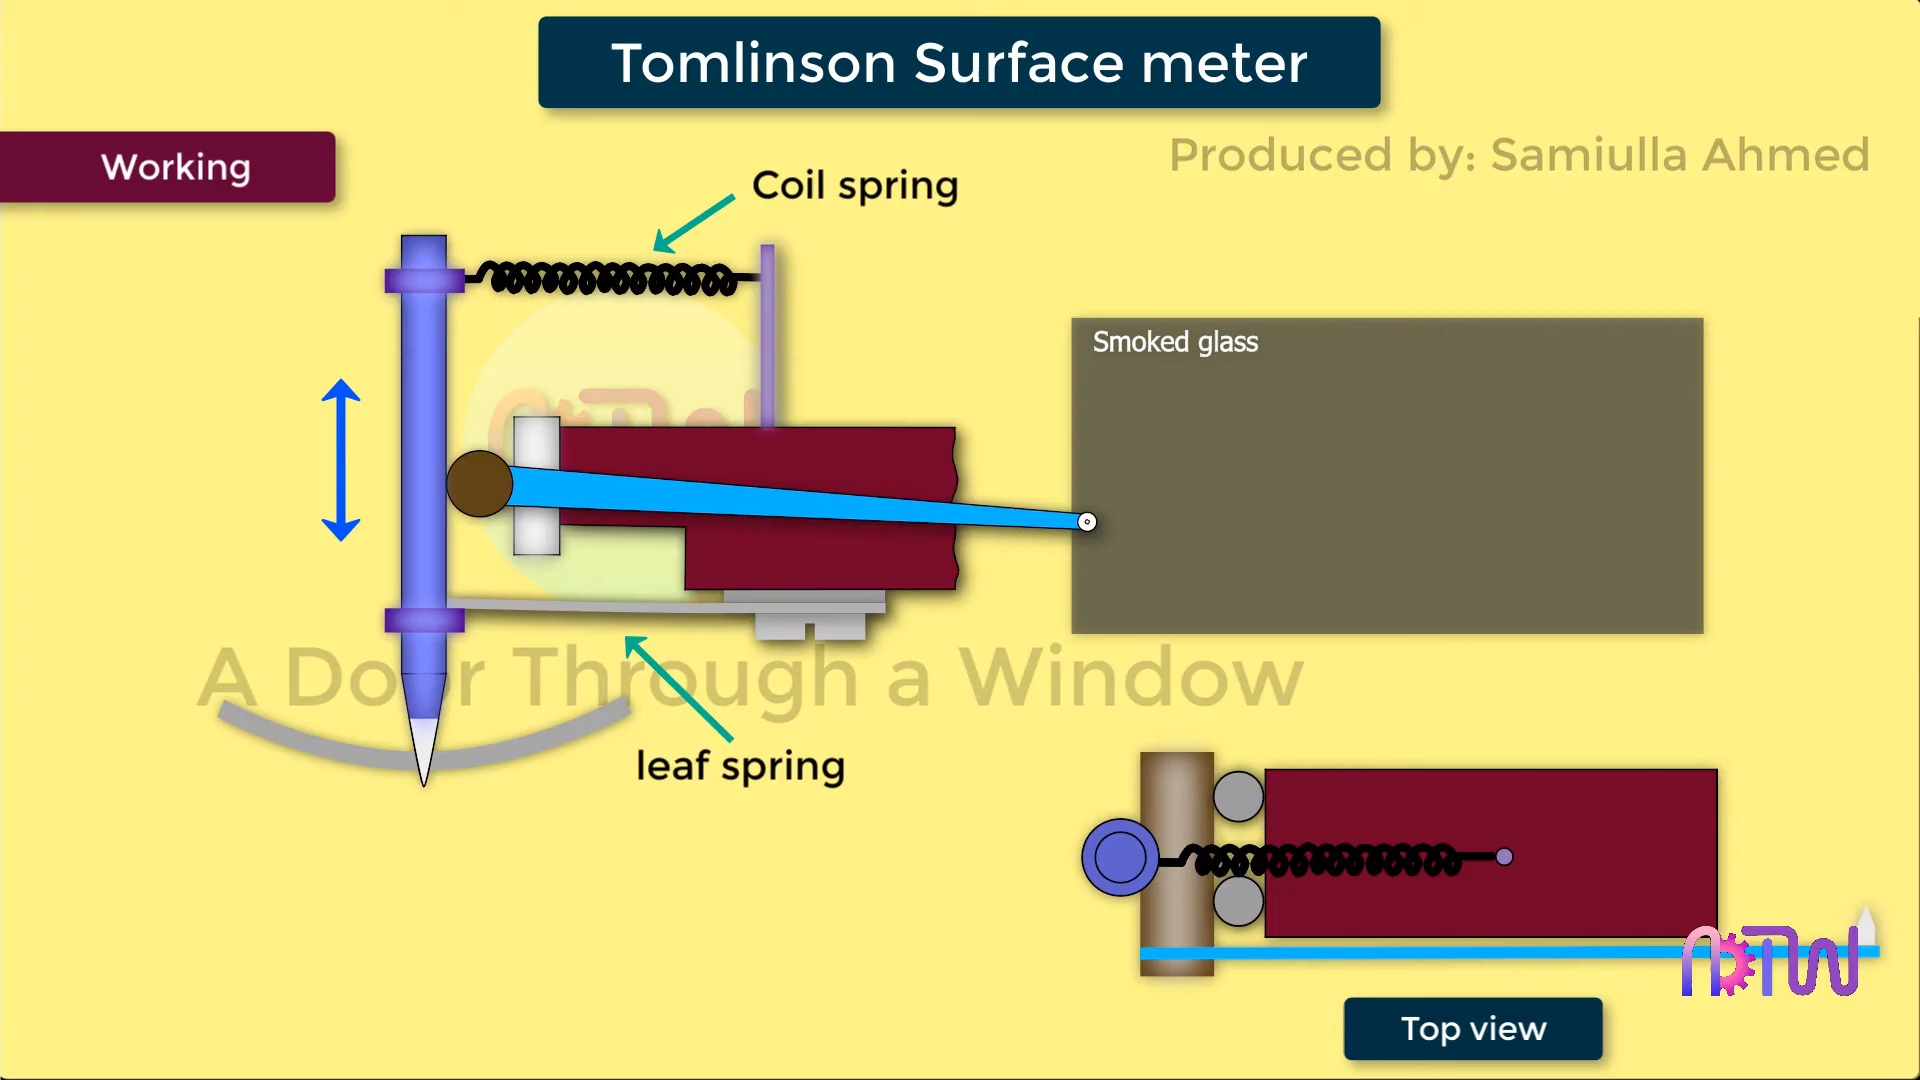 Tomlinson Surface meter
Working
Produced by: Samiulla Ahmed
Coil spring
Smoked glass
A Door Through a Window
leaf spring
Top view